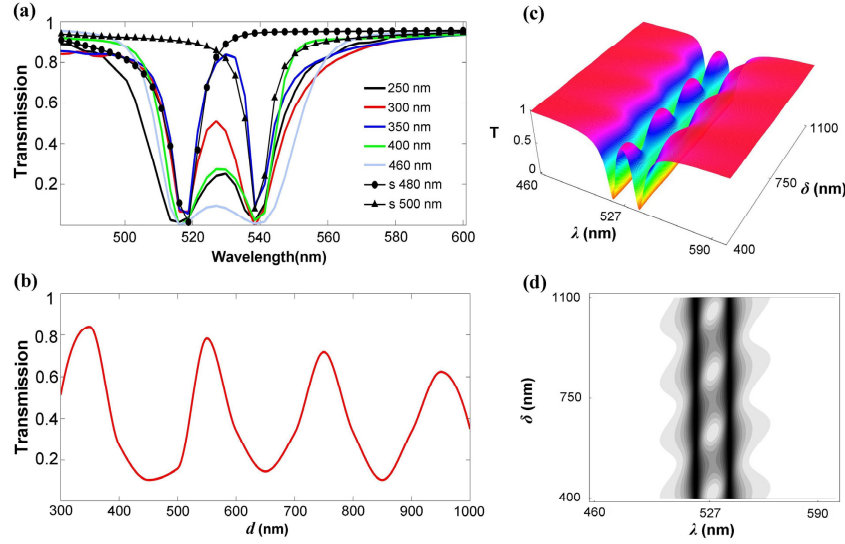 (a)
Transmission
1
0.8
0.6
0.4
0.2
500
520
540
560
580
600
Wavelength(nm)
250 nm
300 nm
350 nm
400 nm
460 nm
s 480 nm
s 500 nm
(b)
Transmission
1
0.8
0.6
0.4
0.2
300
400
500
600
700
800
900
1000
d (nm)
(c)
1
T
0.5
0
460
527
590
λ (nm)
400
750
1100
δ (nm)
(d)
1100
750
400
δ (nm)
460
527
590
λ (nm)